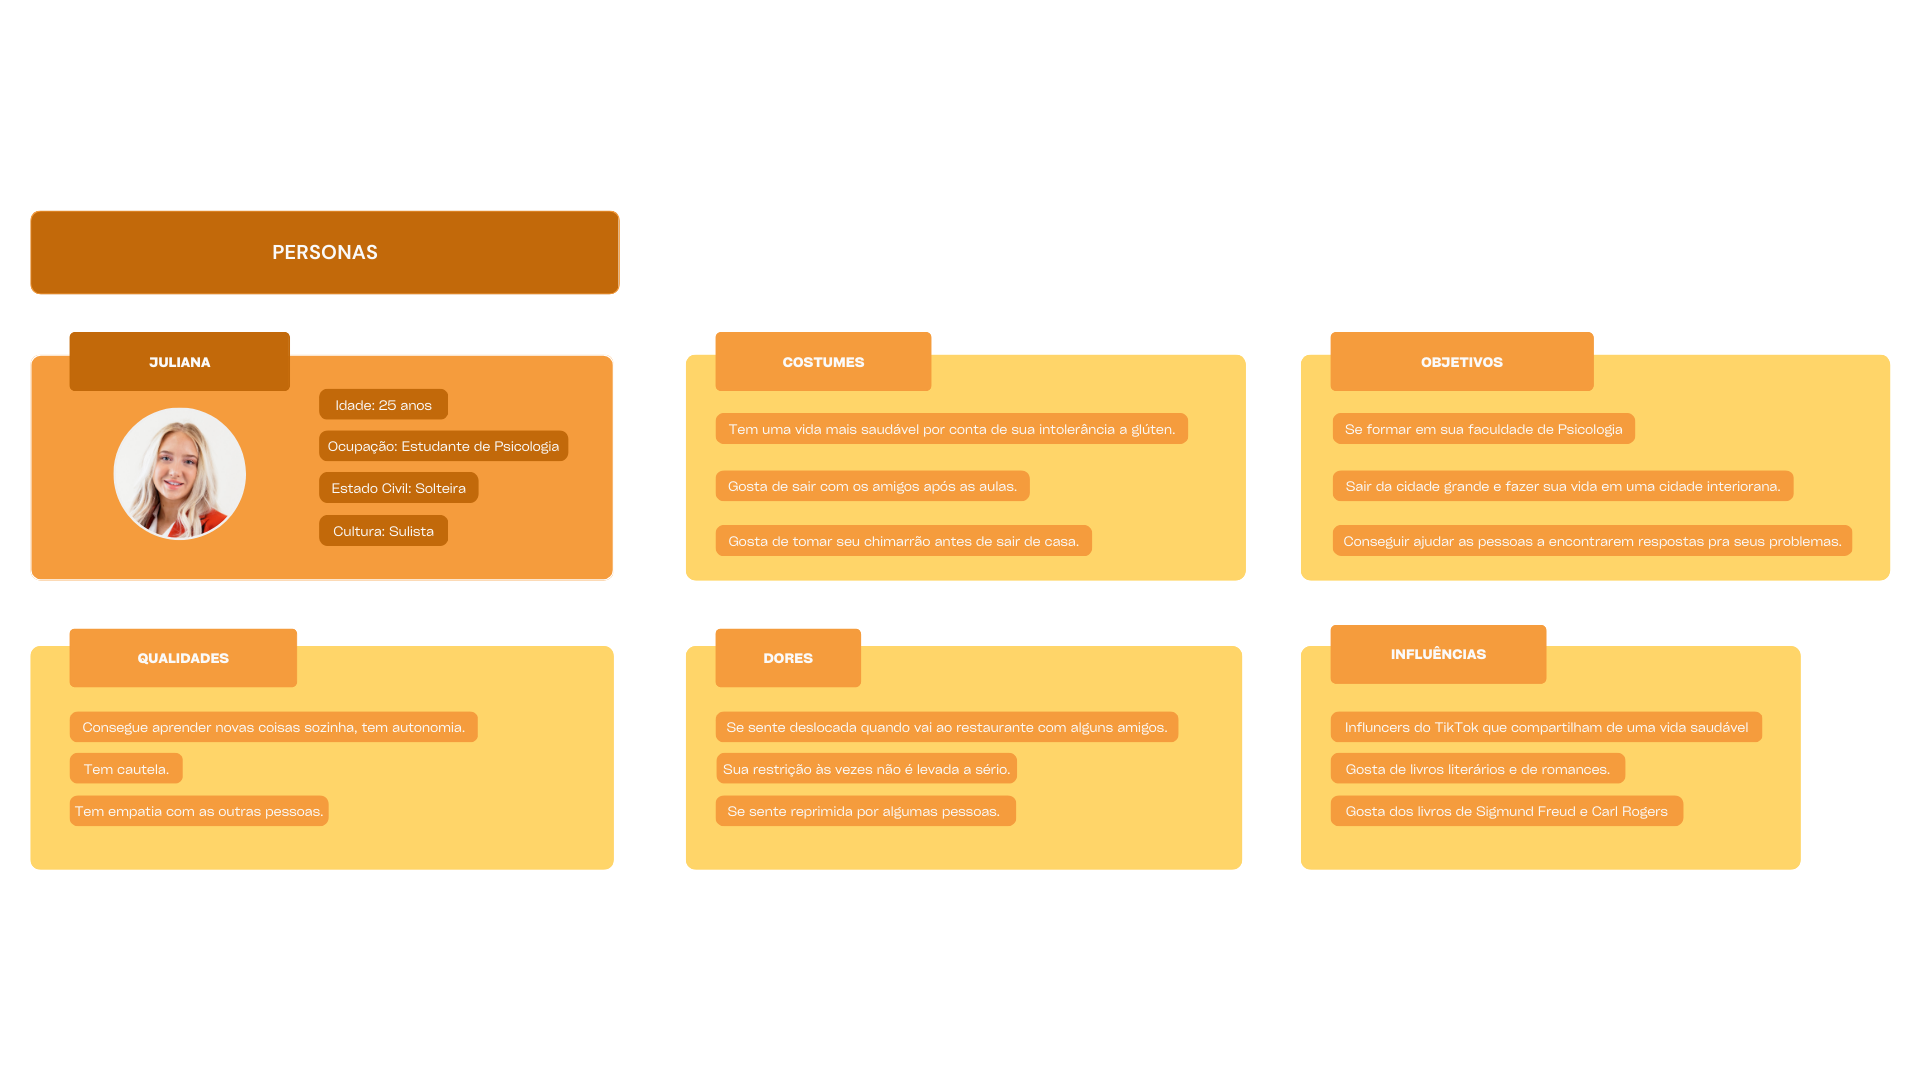 PERSONAS
JULIANA
Idade: 25 anos
Ocupação: Estudante de Psicologia
Estado Civil: Solteira
Cultura: Sulista
COSTUMES
Tem uma vida mais saudável por conta de sua intolerância a glúten.
Gosta de sair com os amigos após as aulas.
Gosta de tomar seu chimarrão antes de sair de casa.
OBJETIVOS
Se formar em sua faculdade de Psicologia
Sair da cidade grande e fazer sua vida em uma cidade interiorana.
Conseguir ajudar as pessoas a encontrarem respostas pra seus problemas.
QUALIDADES
Consegue aprender novas coisas sozinha, tem autonomia.
Tem cautela.
Tem empatia com as outras pessoas.
DORES
Se sente deslocada quando vai ao restaurante com alguns amigos.
Sua restrição às vezes não é levada a sério.
Se sente reprimida por algumas pessoas.
INFLUÊNCIAS
Influncers do TikTok que compartilham de uma vida saudável
Gosta de livros literários e de romances.
Gosta dos livros de Sigmund Freud e Carl Rogers